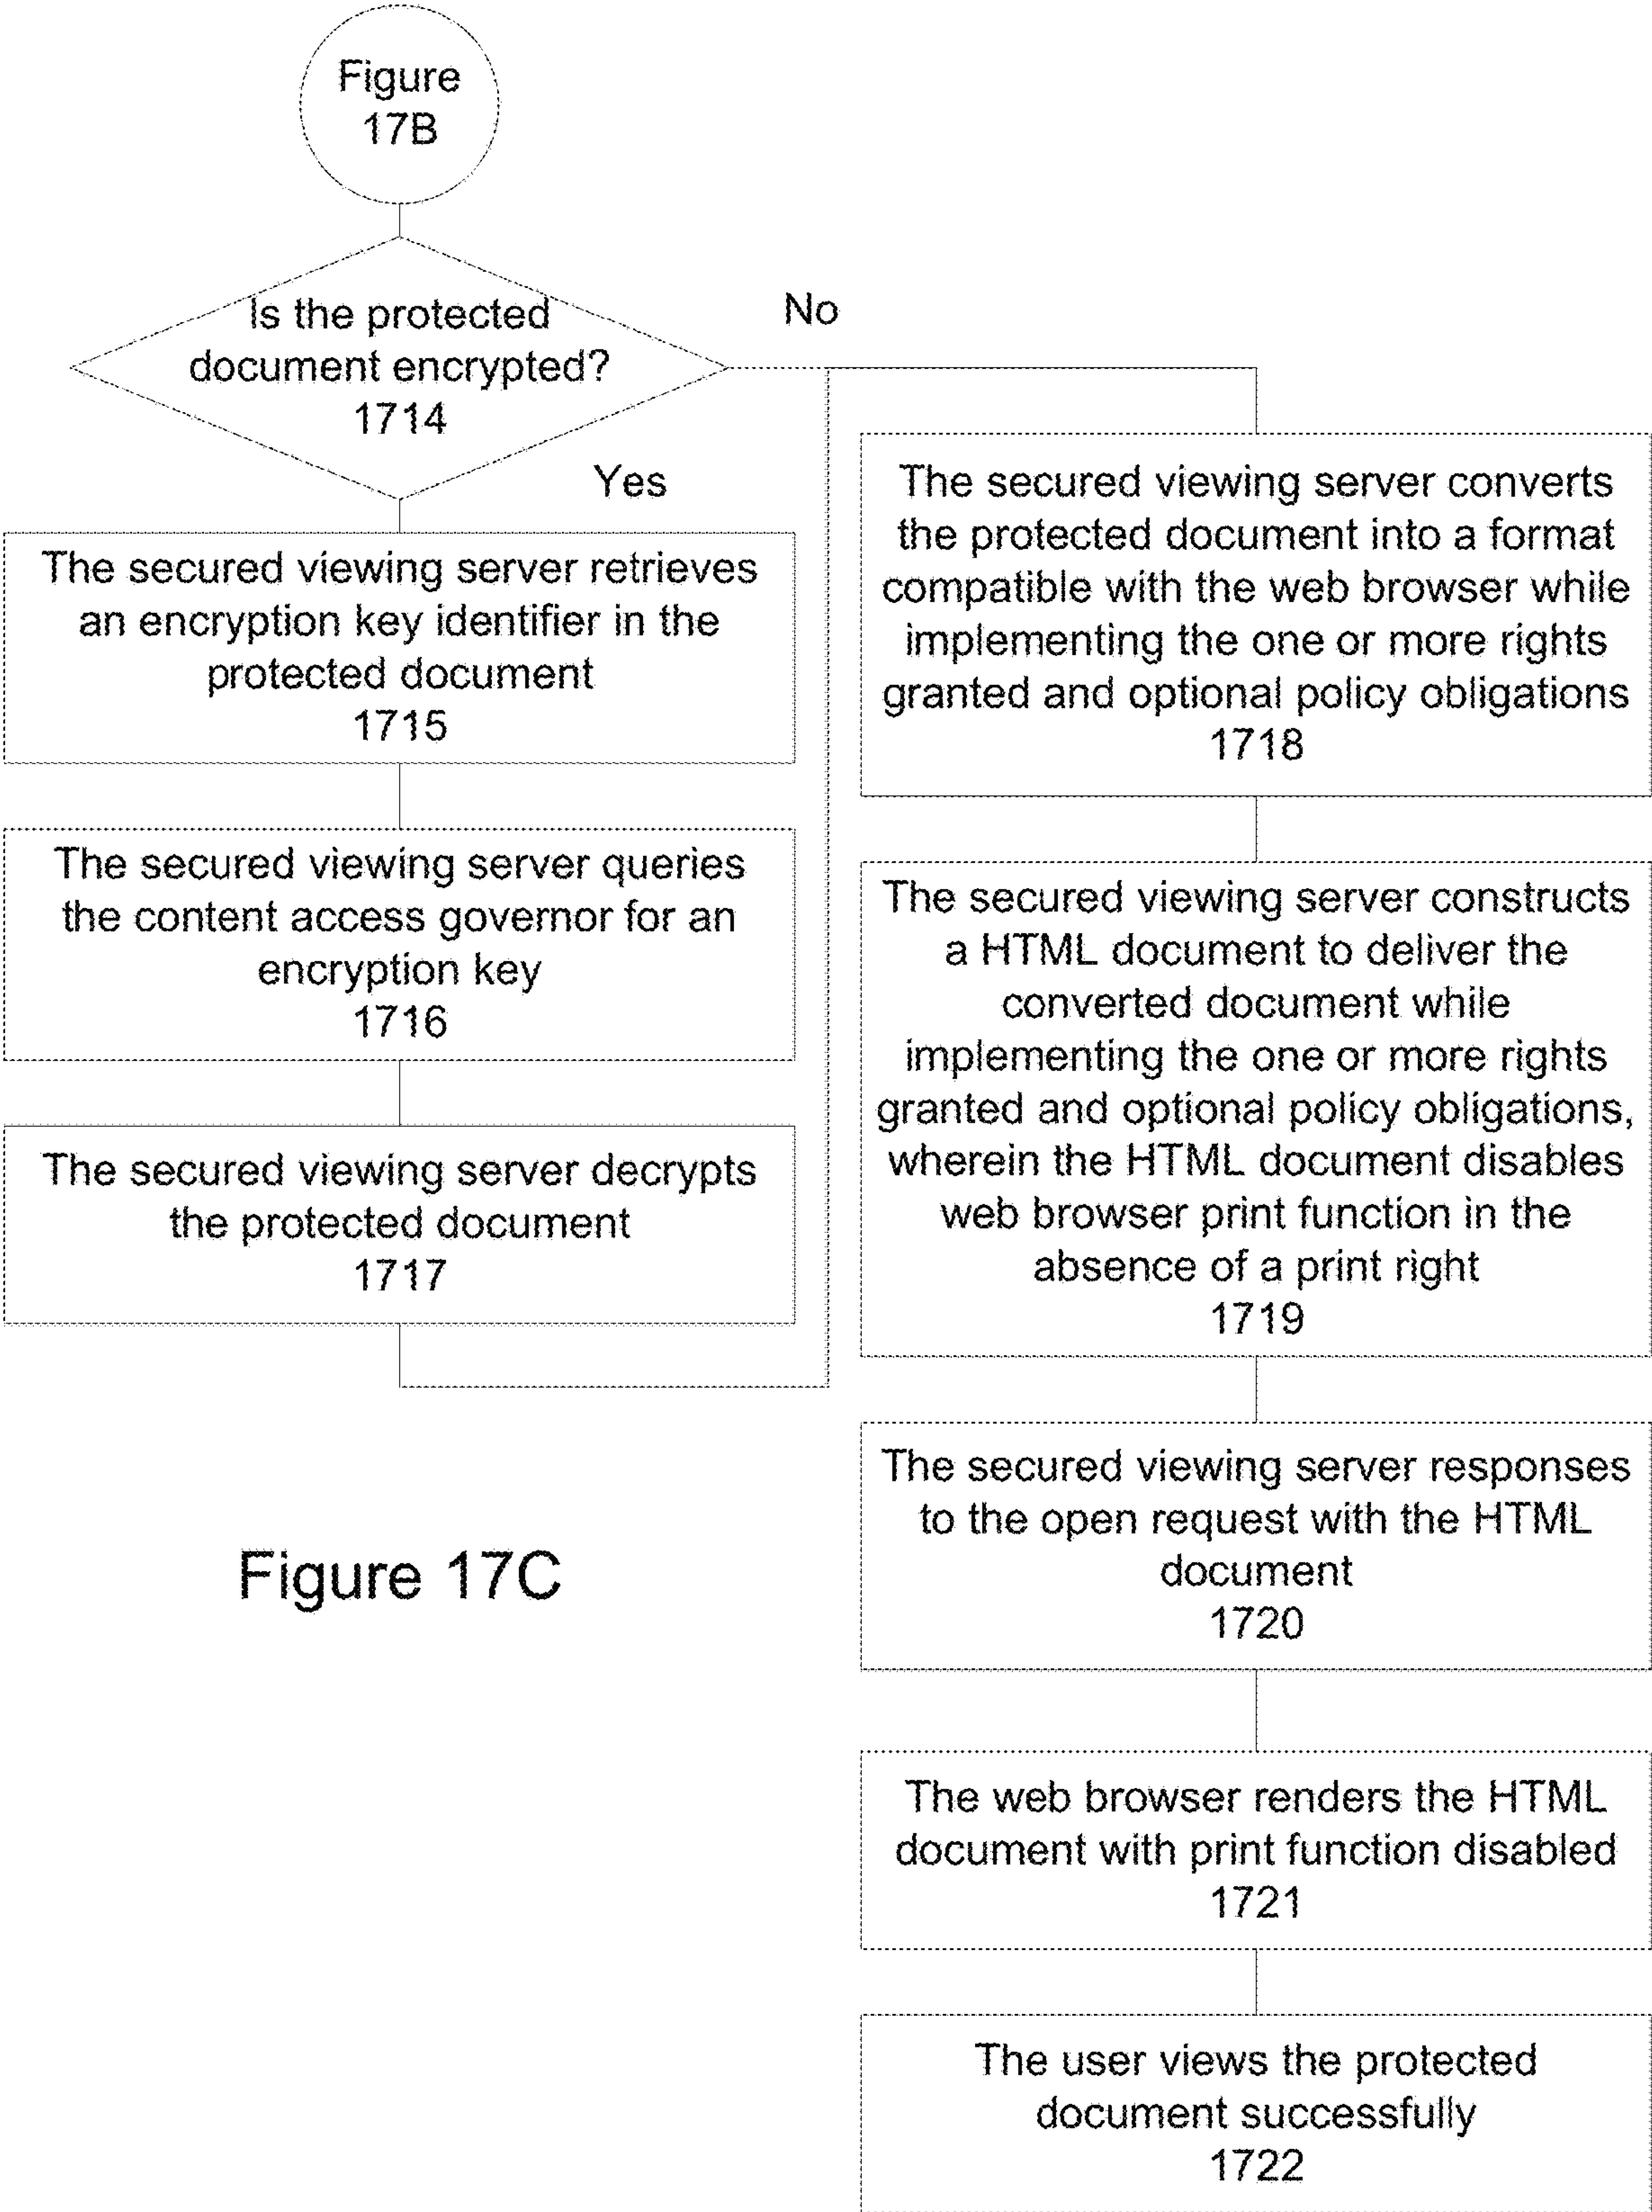 Figure
17B
Is the protected
document encrypted?
1714
No
Yes
The secured viewing server retrieves
an encryption key identifier in the
protected document
1715
The secured viewing server queries
the content access governor for an
encryption key
1716
The secured viewing server decrypts
the protected document
1717
The secured viewing server converts
the protected document into a format
compatible with the web browser while
implementing the one or more rights
granted and optional policy obligations
1718
The secured viewing server constructs
a HTML document to deliver the
converted document while
implementing the one or more rights
granted and optional policy obligations,
wherein the HTML document disables
web browser print function in the
absence of a print right
1719
The secured viewing server responses
to the open request with the HTML
document
1720
The web browser renders the HTML
document with print function disabled
1721
The user views the protected
document successfully
1722
Figure 17C